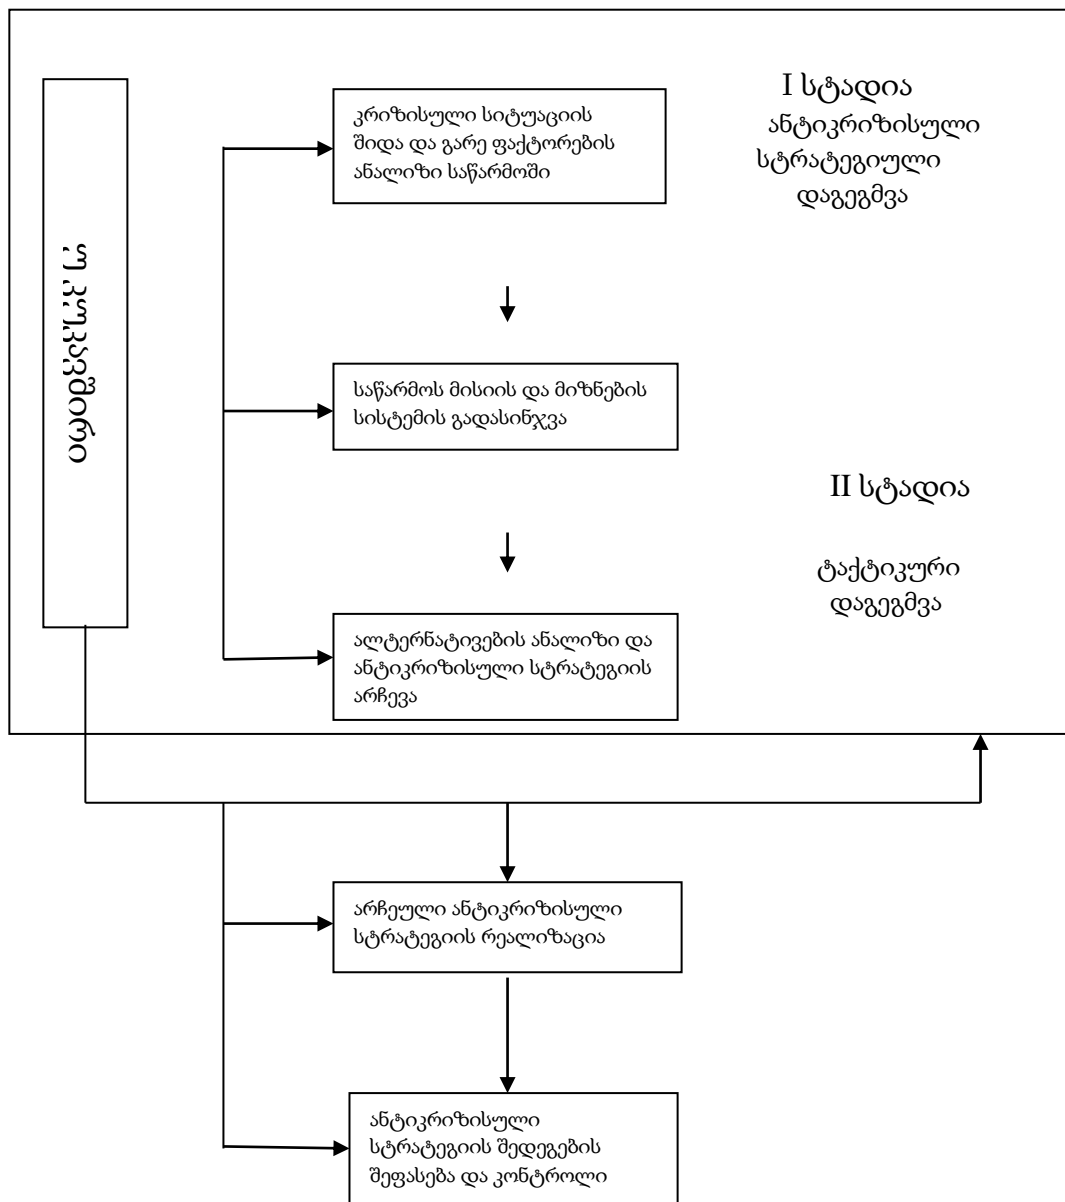 კრიზისული სიტუაციის
შიდა და გარე ფაქტორების
ანალიზი საწარმოში
I სტადია
ანტიკრიზისული
სტრატეგიული
დაგეგმვა
უკუკავშირი
საწარმოს მისიის და მიზნების
სისტემის გადასინჯვა
II სტადია
ტაქტიკური
დაგეგმვა
ალტერნატივების ანალიზი და
ანტიკრიზისული სტრატეგიის
არჩევა
არჩეული ანტიკრიზისული
სტრატეგიის რეალიზაცია
ანტიკრიზისული
სტრატეგიის შედეგების
შეფასება და კონტროლი